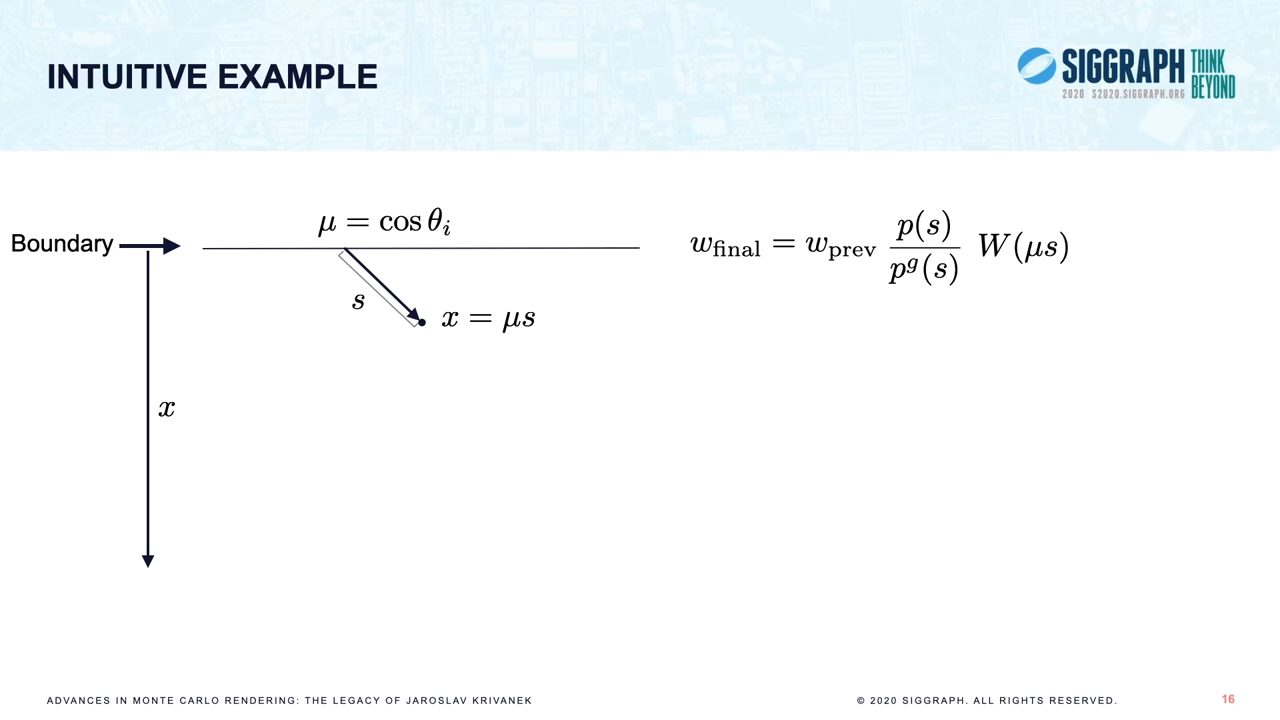 INTUITIVE EXAMPLE
SIGGRAPH THINK BEYOND
2020 S2020.SIGGRAPH.ORG
μ = cos θᵢ
Boundary
s
x = μs
x
w_final = w_prev p(s) / p^g(s) W(μs)
ADVANCES IN MONTE CARLO RENDERING: THE LEGACY OF JAROSLAV KRIVANEK
© 2020 SIGGRAPH. ALL RIGHTS RESERVED.
16